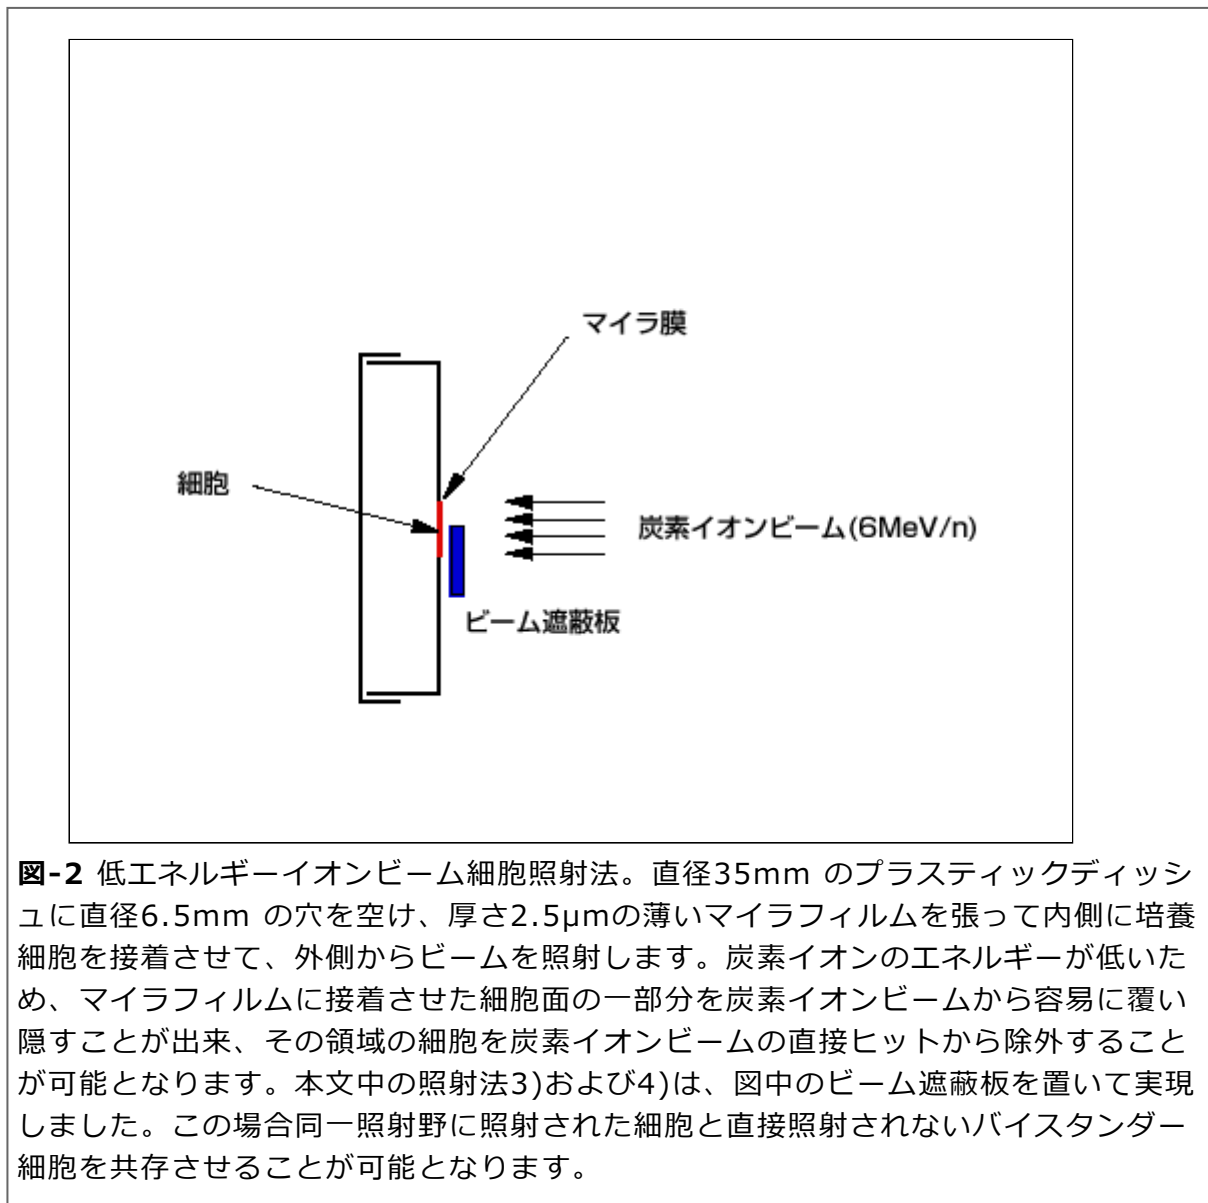 マイラ膜
細胞
炭素イオンビーム(6MeV/n)
ビーム遮蔽板
図-2 低エネルギーイオンビーム細胞照射法。直径35mm のプラスティックディッシ
ュに直径6.5mm の穴を空け、厚さ2.5μmの薄いマイラフィルムを張って内側に培養
細胞を接着させて、外側からビームを照射します。炭素イオンのエネルギーが低いた
め、マイラフィルムに接着させた細胞面の一部分を炭素イオンビームから容易に覆い
隠すことが出来、その領域の細胞を炭素イオンビームの直接ヒットから除外すること
が可能となります。本文中の照射法3)および4)は、図中のビーム遮蔽板を置いて実現
しました。この場合同一照射野に照射された細胞と直接照射されないバイスタンダー
細胞を共存させることが可能となります。